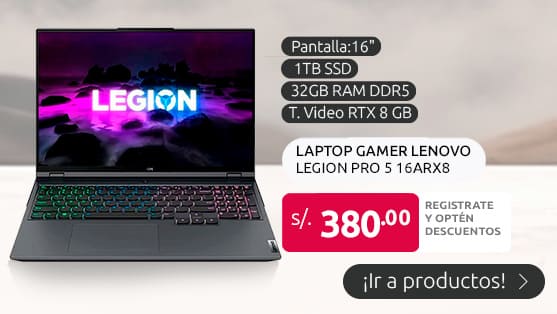 LEGION
Pantalla:16"
1TB SSD
32GB RAM DDR5
T. Video RTX 8 GB
LAPTOP GAMER LENOVO
LEGION PRO 5 16ARX8
S/. 380.00
REGISTRATE
Y OPTÉN
DESCUENTOS
¡Ir a productos! >